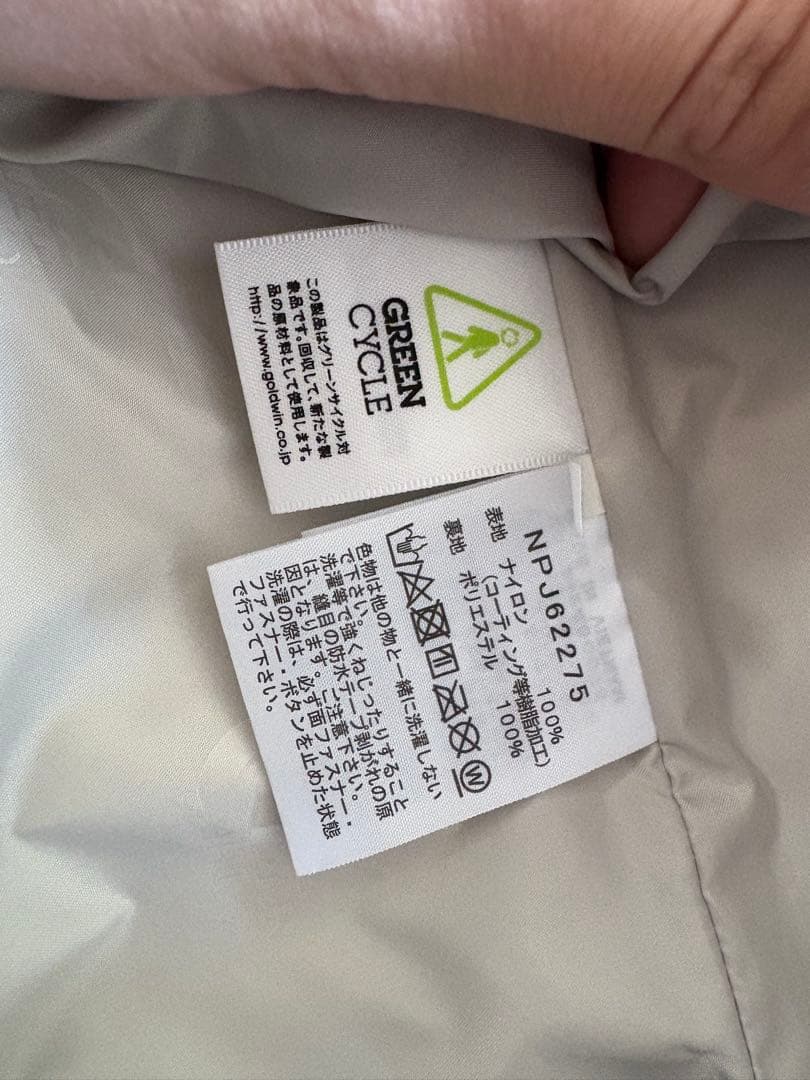 GREEN
CYCLE
この製品はグリーンサイクル対
象品です。回収して、新たな製
品の原材料として使用します。
http://www.goldwin.co.jp
NPJ62275
表地 ナイロン 100%
(コーティング等樹脂加工)
裏地 ポリエステル 100%
W
色物は他の物と一緒に洗濯しない
で下さい。
洗濯等で強くねじったりすること
は、縫目の防水テープ剥がれの原
因となります。ご注意下さい。
洗濯の際は、必ず面ファスナー・
ファスナー・ボタンを止めた状態
で行って下さい。